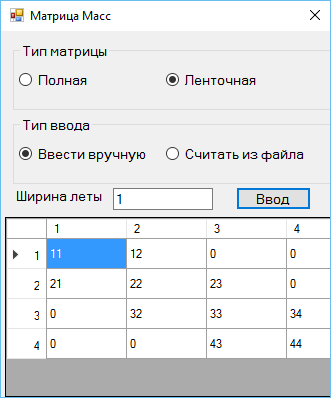 Матрица Масс
Тип матрицы
Полная Ленточная
Тип ввода
Ввести вручную Считать из файла
Ширина леты 1 Ввод
1 2 3 4
1 11 12 0 0
2 21 22 23 0
3 0 32 33 34
4 0 0 43 44